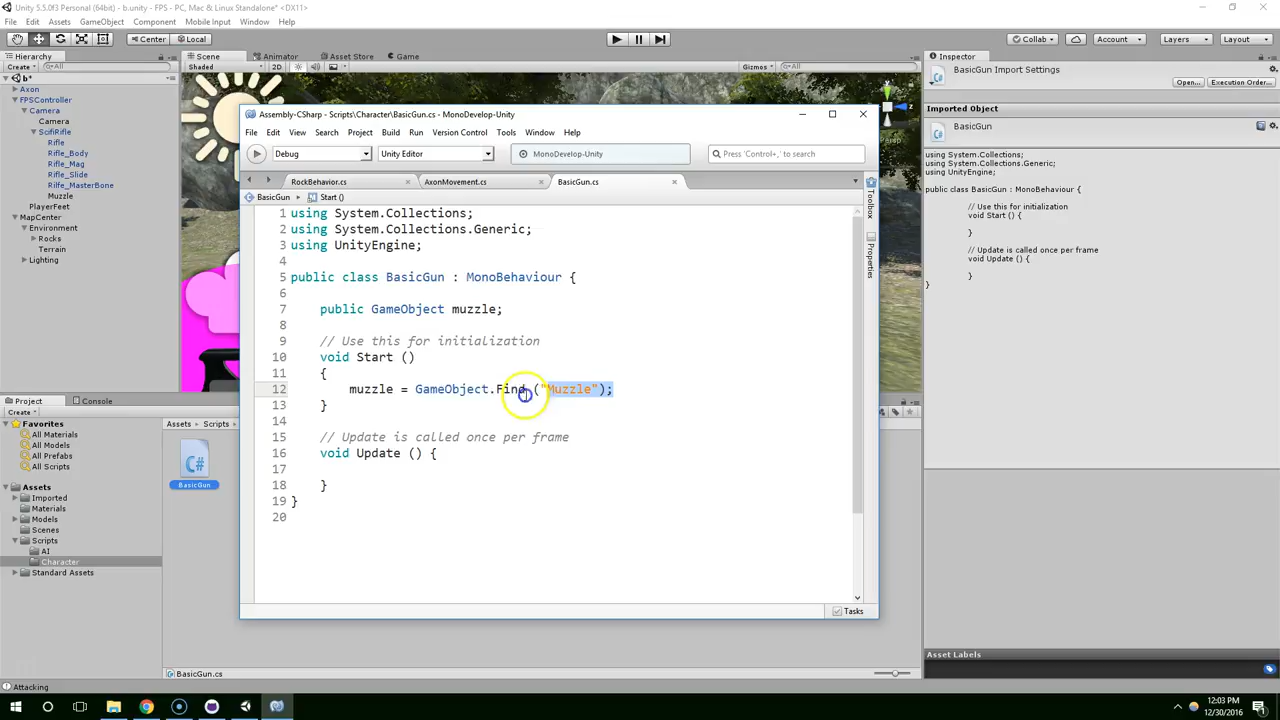 Unity 5.5.0f3 Personal (64bit) - b.unity - FPS - PC, Mac & Linux Standalone* <DX11>
File Edit Assets GameObject Component Mobile Input Window Help
Center Local Collab Account Layers Layout
Hierarchy Scene Animator Asset Store Game Inspector
Create All Shaded 2D Gizmos All
b*
Axon
FPSController
Camera
Camera
ScifiRifle
Rifle
Rifle_Body
Rifle_Mag
Rifle_Slide
Rilfe_MasterBone
Muzzle
PlayerFeet
MapCenter
Environment
Rocks
Terrain
Lighting
Persp
Assembly-CSharp - Scripts\Character\BasicGun.cs - MonoDevelop-Unity
File Edit View Search Project Build Run Version Control Tools Window Help
Debug Unity Editor MonoDevelop-Unity Press 'Control+,' to search
RockBehavior.cs AxonMovement.cs BasicGun.cs
BasicGun Start ()
Toolbox
Properties
1 using System.Collections;
2 using System.Collections.Generic;
3 using UnityEngine;
4
5 public class BasicGun : MonoBehaviour {
6
7 public GameObject muzzle;
8
9 // Use this for initialization
10 void Start ()
11 {
12 muzzle = GameObject.Find ("Muzzle");
13 }
14
15 // Update is called once per frame
16 void Update () {
17
18 }
19 }
20
Tasks
BasicGun Import Settings
Open... Execution Order...
Imported Object
BasicGun
using System.Collections;
using System.Collections.Generic;
using UnityEngine;
public class BasicGun : MonoBehaviour {
// Use this for initialization
void Start () {
}
// Update is called once per frame
void Update () {
}
}
Asset Labels
Project Console
Create
Favorites
All Materials
All Models
All Prefabs
All Scripts
Assets
Imported
Materials
Models
Scenes
Scripts
AI
Character
Standard Assets
Assets Scripts
C#
BasicGun
BasicGun.cs
Attacking
12:03 PM
12/30/2016